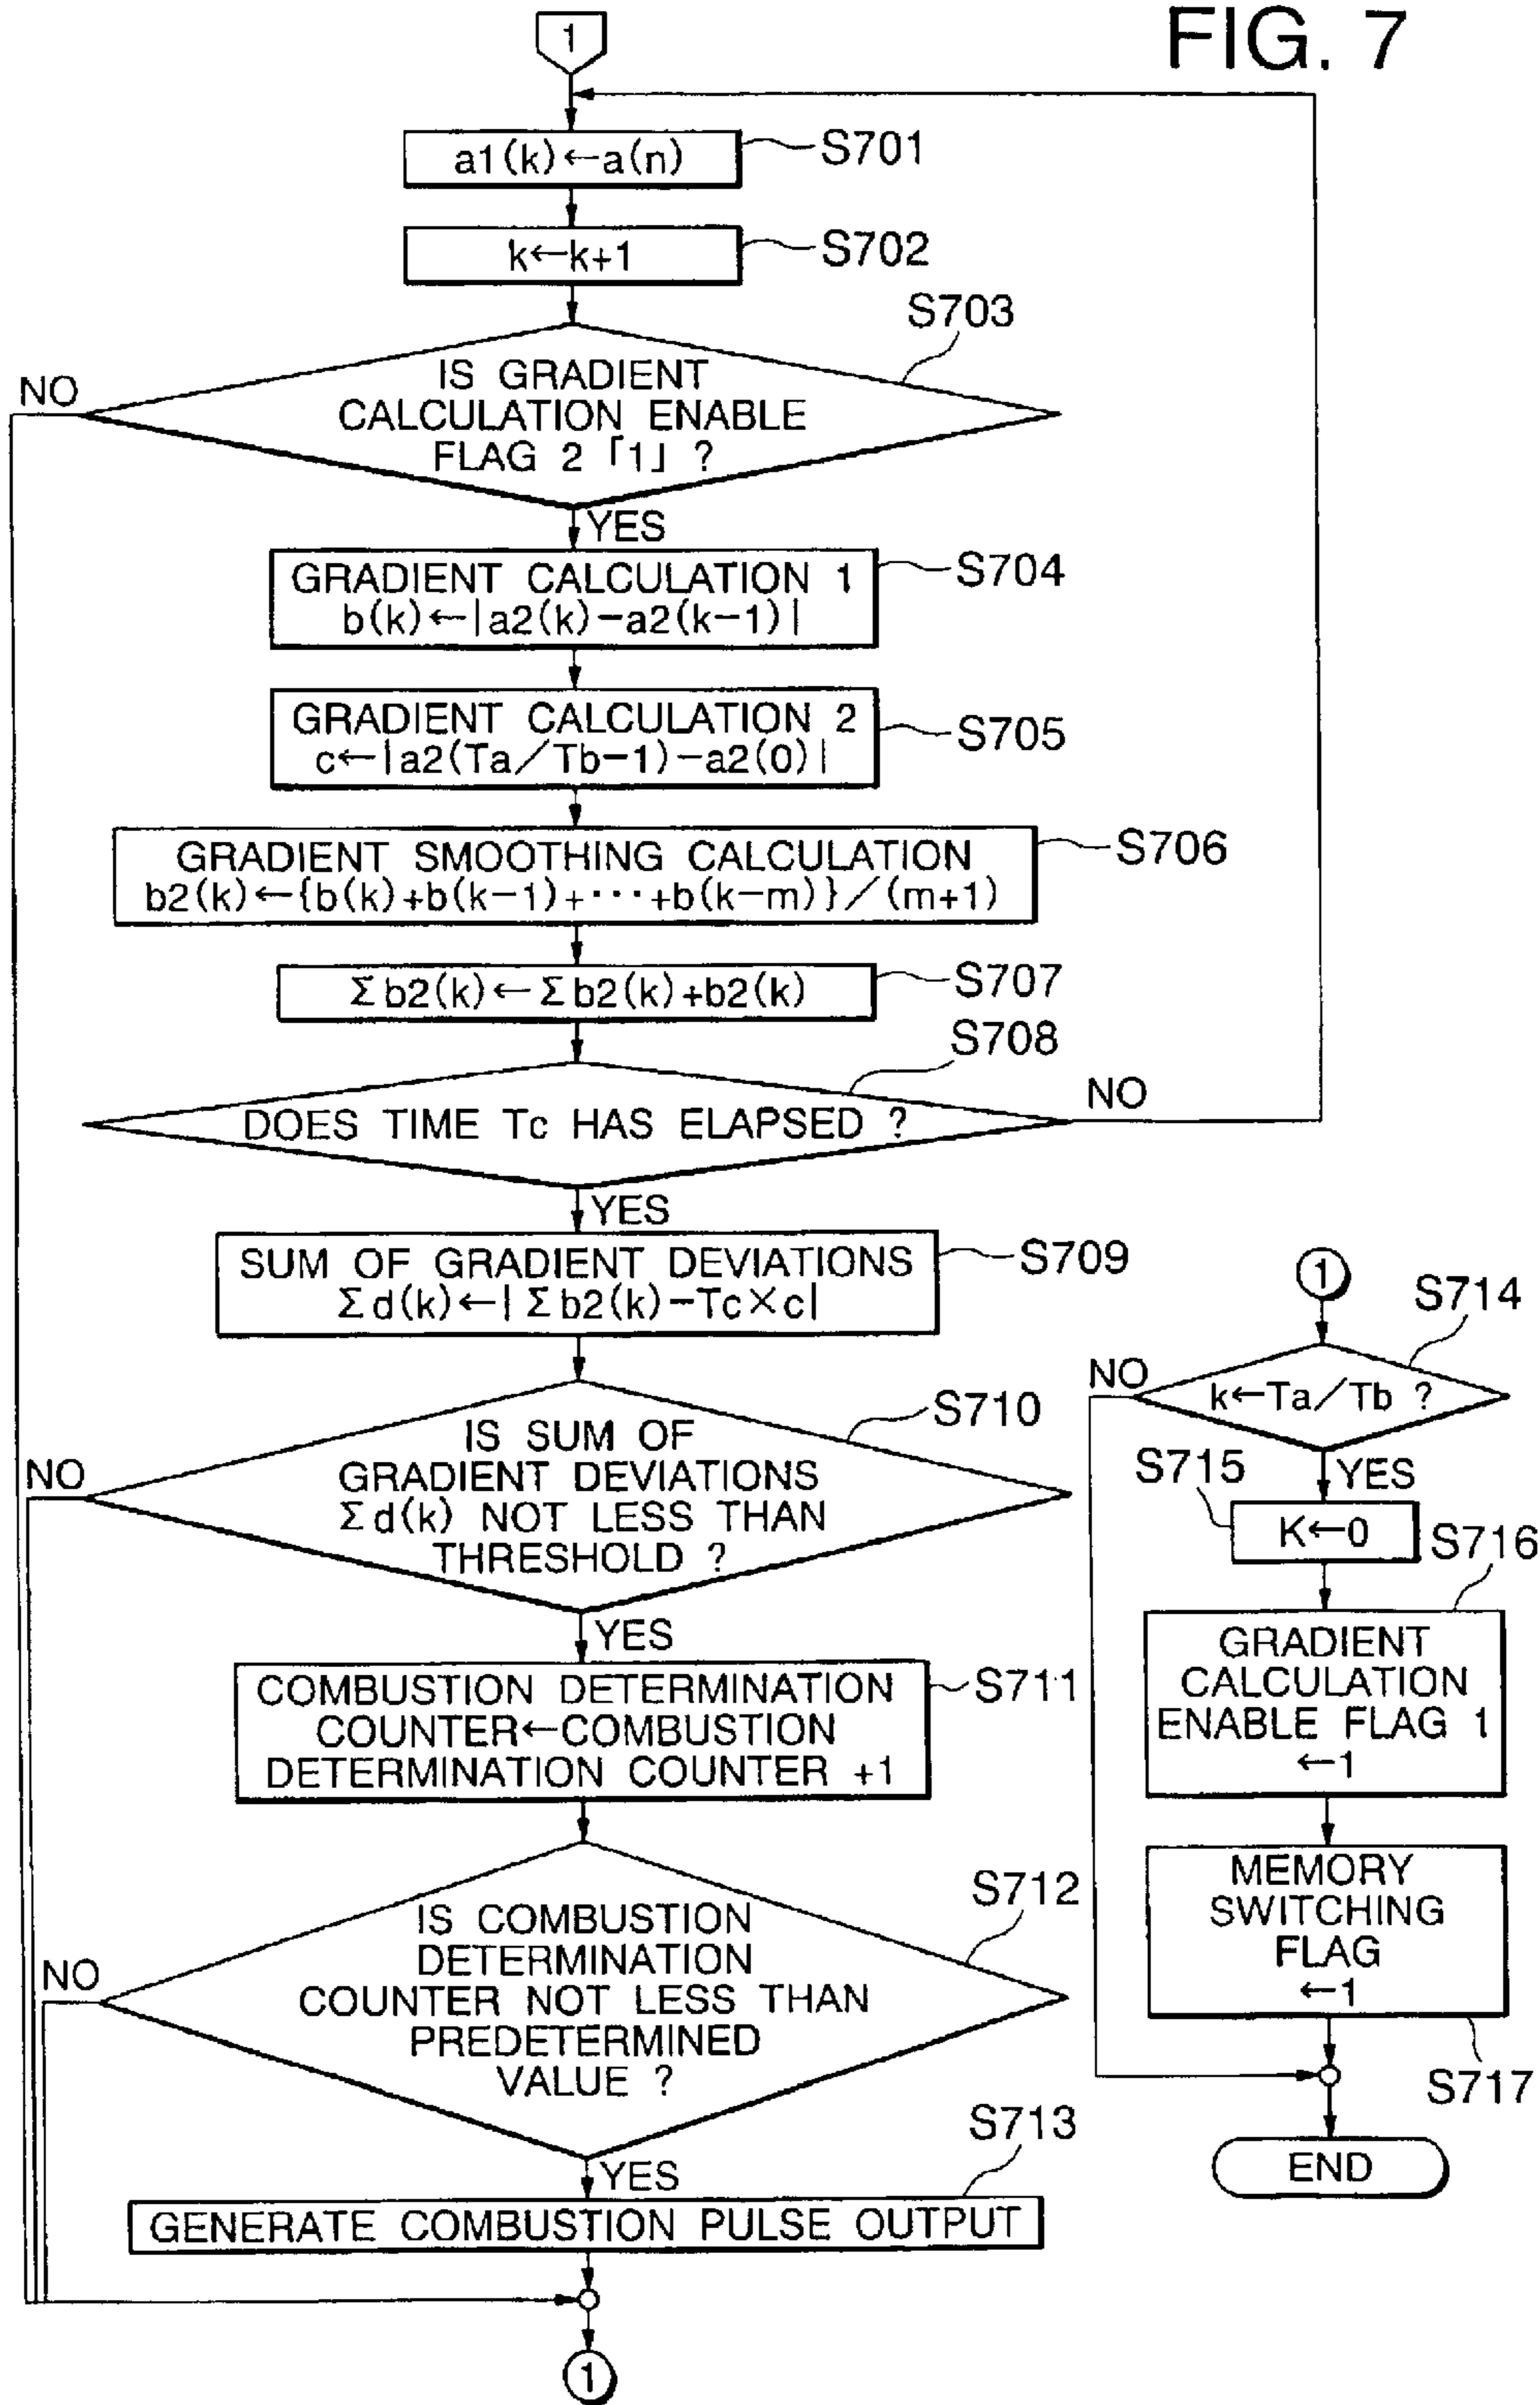 FIG. 7
1
a1(k)←a(n)
S701
k←k+1
S702
S703
IS GRADIENT
CALCULATION ENABLE
FLAG 2「1」?
NO
YES
GRADIENT CALCULATION 1
b(k)←|a2(k)−a2(k−1)|
S704
GRADIENT CALCULATION 2
c←|a2(Ta/Tb−1)−a2(0)|
S705
GRADIENT SMOOTHING CALCULATION
b2(k)←{b(k)+b(k−1)+···+b(k−m)}/(m+1)
S706
Σb2(k)←Σb2(k)+b2(k)
S707
S708
DOES TIME Tc HAS ELAPSED ?
NO
YES
SUM OF GRADIENT DEVIATIONS
Σd(k)←|Σb2(k)−Tc×c|
S709
S710
IS SUM OF
GRADIENT DEVIATIONS
Σd(k) NOT LESS THAN
THRESHOLD ?
NO
YES
COMBUSTION DETERMINATION
COUNTER←COMBUSTION
DETERMINATION COUNTER +1
S711
S712
IS COMBUSTION
DETERMINATION
COUNTER NOT LESS THAN
PREDETERMINED
VALUE ?
NO
YES
S713
GENERATE COMBUSTION PULSE OUTPUT
1
1
S714
k←Ta/Tb ?
NO
YES
S715
K←0
S716
GRADIENT
CALCULATION
ENABLE FLAG 1
←1
MEMORY
SWITCHING
FLAG
←1
S717
END